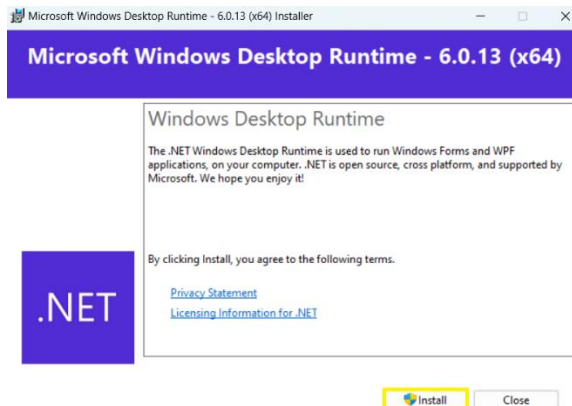 Microsoft Windows Desktop Runtime - 6.0.13 (x64) Installer
Microsoft Windows Desktop Runtime - 6.0.13 (x64)
Windows Desktop Runtime
The .NET Windows Desktop Runtime is used to run Windows Forms and WPF
applications, on your computer. .NET is open source, cross platform, and supported by
Microsoft. We hope you enjoy it!
By clicking Install, you agree to the following terms.
Privacy Statement
Licensing Information for .NET
.NET
Install
Close